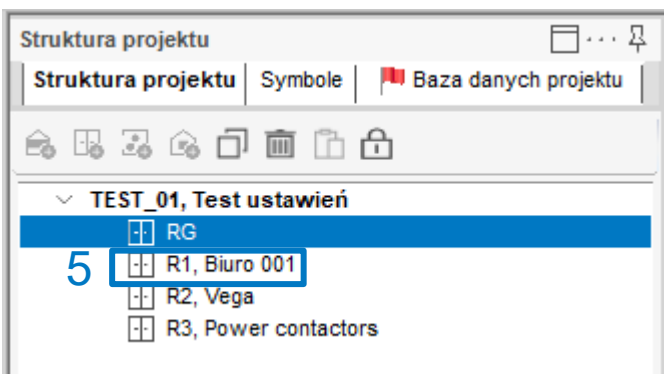 Struktura projektu
Struktura projektu Symbole Baza danych projektu
TEST_01, Test ustawień
RG
5 R1, Biuro 001
R2, Vega
R3, Power contactors